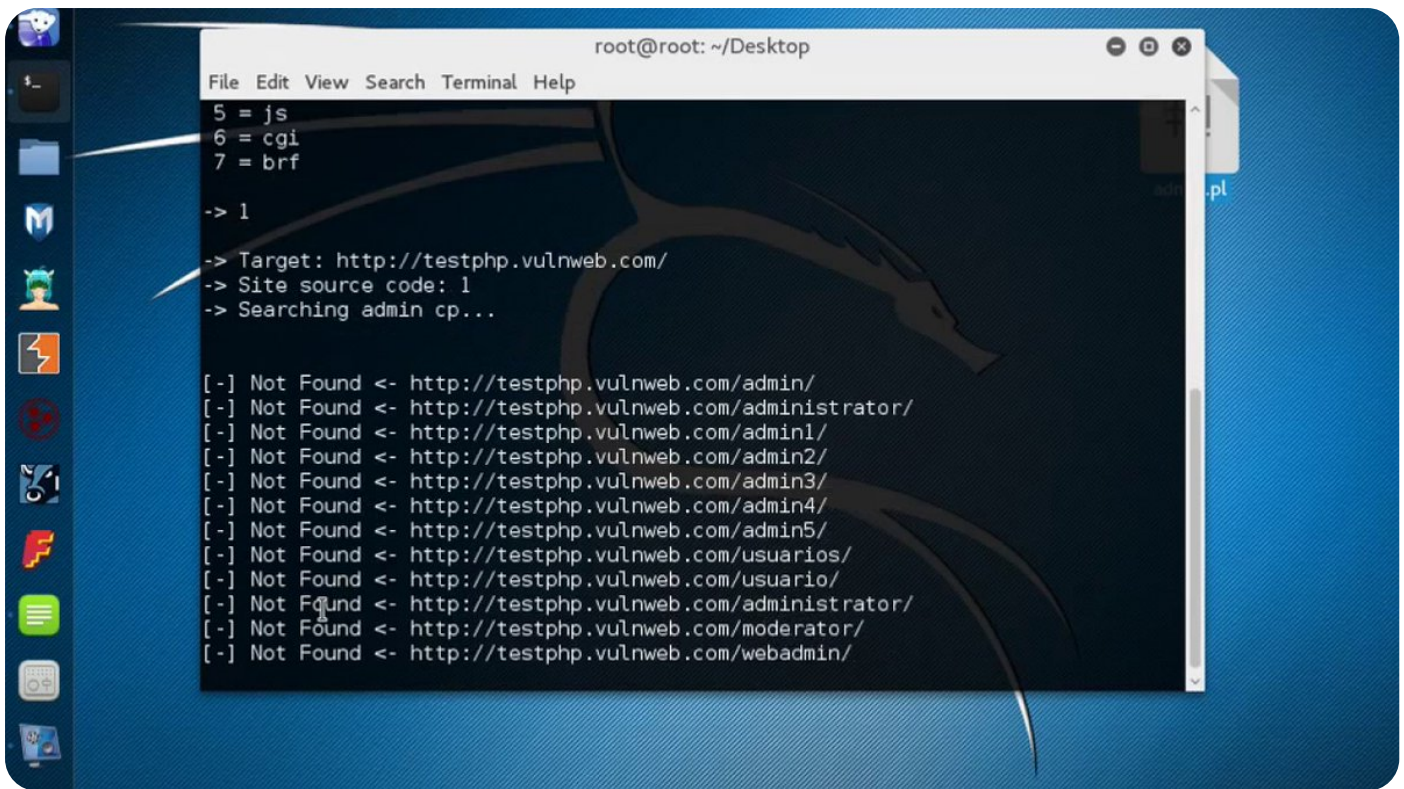 root@root: ~/Desktop
File Edit View Search Terminal Help
5 = js
6 = cgi
7 = brf
-> 1
-> Target: http://testphp.vulnweb.com/
-> Site source code: 1
-> Searching admin cp...
[-] Not Found <- http://testphp.vulnweb.com/admin/
[-] Not Found <- http://testphp.vulnweb.com/administrator/
[-] Not Found <- http://testphp.vulnweb.com/admin1/
[-] Not Found <- http://testphp.vulnweb.com/admin2/
[-] Not Found <- http://testphp.vulnweb.com/admin3/
[-] Not Found <- http://testphp.vulnweb.com/admin4/
[-] Not Found <- http://testphp.vulnweb.com/admin5/
[-] Not Found <- http://testphp.vulnweb.com/usuarios/
[-] Not Found <- http://testphp.vulnweb.com/usuario/
[-] Not Found <- http://testphp.vulnweb.com/administrator/
[-] Not Found <- http://testphp.vulnweb.com/moderator/
[-] Not Found <- http://testphp.vulnweb.com/webadmin/
.pl